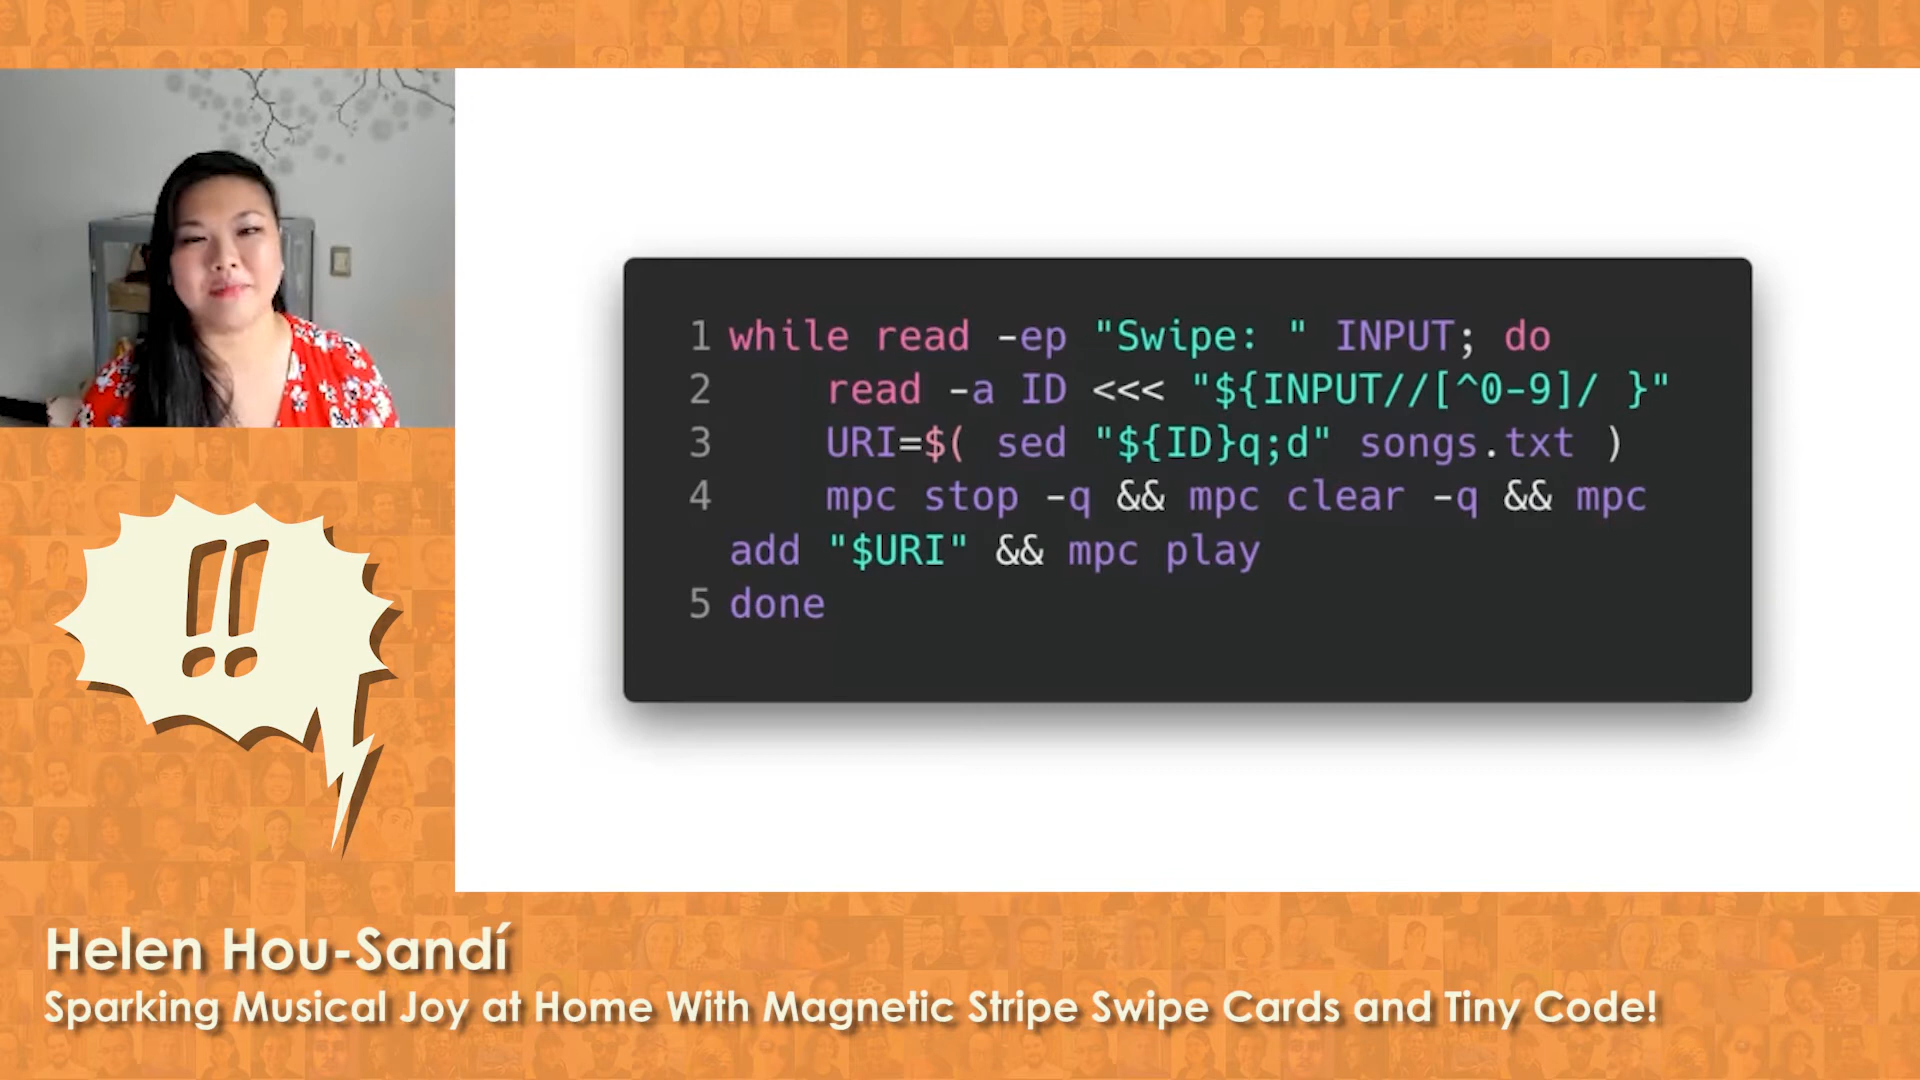 1 while read -ep "Swipe: " INPUT; do
2     read -a ID <<< "${INPUT//[^0-9]/ }"
3     URI=$( sed "${ID}q;d" songs.txt )
4     mpc stop -q && mpc clear -q && mpc
add "$URI" && mpc play
5 done
!!
Helen Hou-Sandí
Sparking Musical Joy at Home With Magnetic Stripe Swipe Cards and Tiny Code!